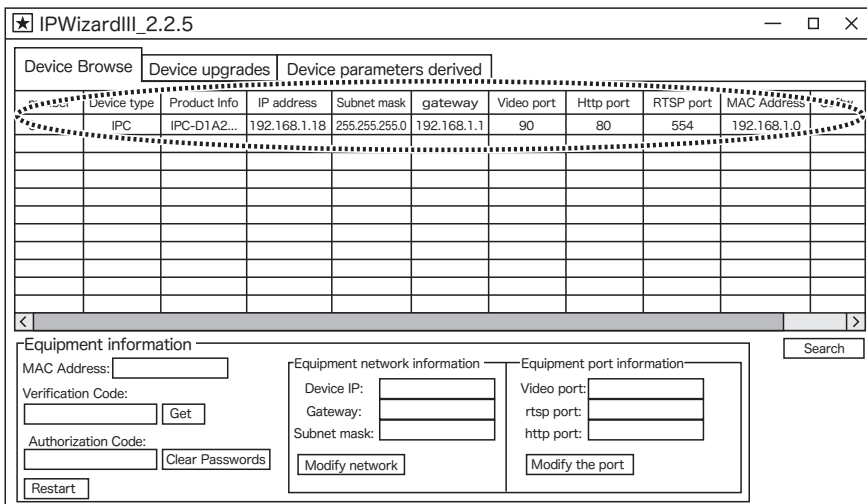 IPWizardIII_2.2.5
Device Browse Device upgrades Device parameters derived
Device type Product Info IP address Subnet mask gateway Video port Http port RTSP port MAC Address
IPC IPC-D1A2... 192.168.1.18 255.255.255.0 192.168.1.1 90 80 554 192.168.1.0
Search
Equipment information
MAC Address:
Verification Code:
Get
Authorization Code:
Clear Passwords
Restart
Equipment network information
Device IP:
Gateway:
Subnet mask:
Modify network
Equipment port information
Video port:
rtsp port:
http port:
Modify the port